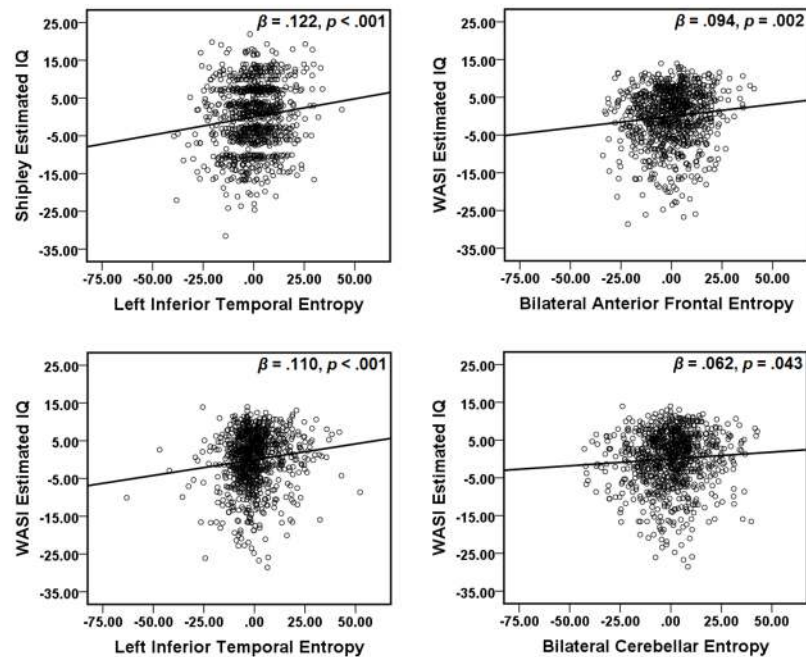 β = .122, p < .001
25.00
15.00
5.00
-5.00
-15.00
-25.00
-35.00
Shipley Estimated IQ
-75.00 -50.00 -25.00 .00 25.00 50.00
Left Inferior Temporal Entropy
β = .094, p = .002
25.00
15.00
5.00
-5.00
-15.00
-25.00
-35.00
WASI Estimated IQ
-75.00 -50.00 -25.00 .00 25.00 50.00
Bilateral Anterior Frontal Entropy
β = .110, p < .001
25.00
15.00
5.00
-5.00
-15.00
-25.00
-35.00
WASI Estimated IQ
-75.00 -50.00 -25.00 .00 25.00 50.00
Left Inferior Temporal Entropy
β = .062, p = .043
25.00
15.00
5.00
-5.00
-15.00
-25.00
-35.00
WASI Estimated IQ
-75.00 -50.00 -25.00 .00 25.00 50.00
Bilateral Cerebellar Entropy